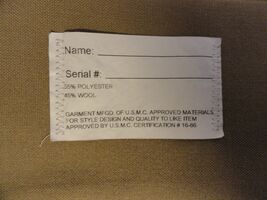 Name:
Serial #:
55% POLYESTER
45% WOOL
GARMENT MFGD. OF U.S.M.C. APPROVED MATERIALS
FOR STYLE DESIGN AND QUALITY TO LIKE ITEM
APPROVED BY U.S.M.C. CERTIFICATION # 16-66